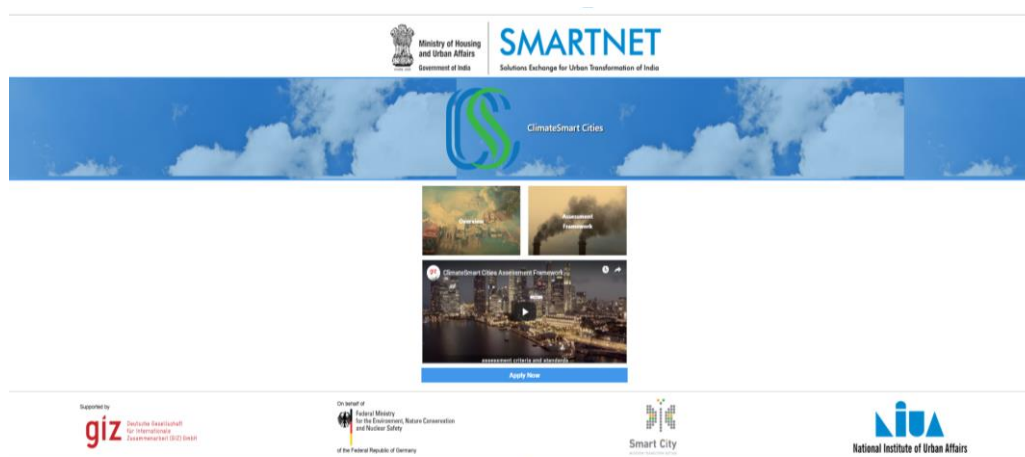 Ministry of Housing
and Urban Affairs
Government of India
SMARTNET
Solutions Exchange for Urban Transformation of India
CSC
ClimateSmart Cities
Overview
Assessment
Framework
giz
ClimateSmart Cities Assessment Framework
assessment criteria and standards
Apply Now
Supported by
giz
Deutsche Gesellschaft
für Internationale
Zusammenarbeit (GIZ) GmbH
On behalf of
Federal Ministry
for the Environment, Nature Conservation
and Nuclear Safety
of the Federal Republic of Germany
Smart City
NIUA
National Institute of Urban Affairs